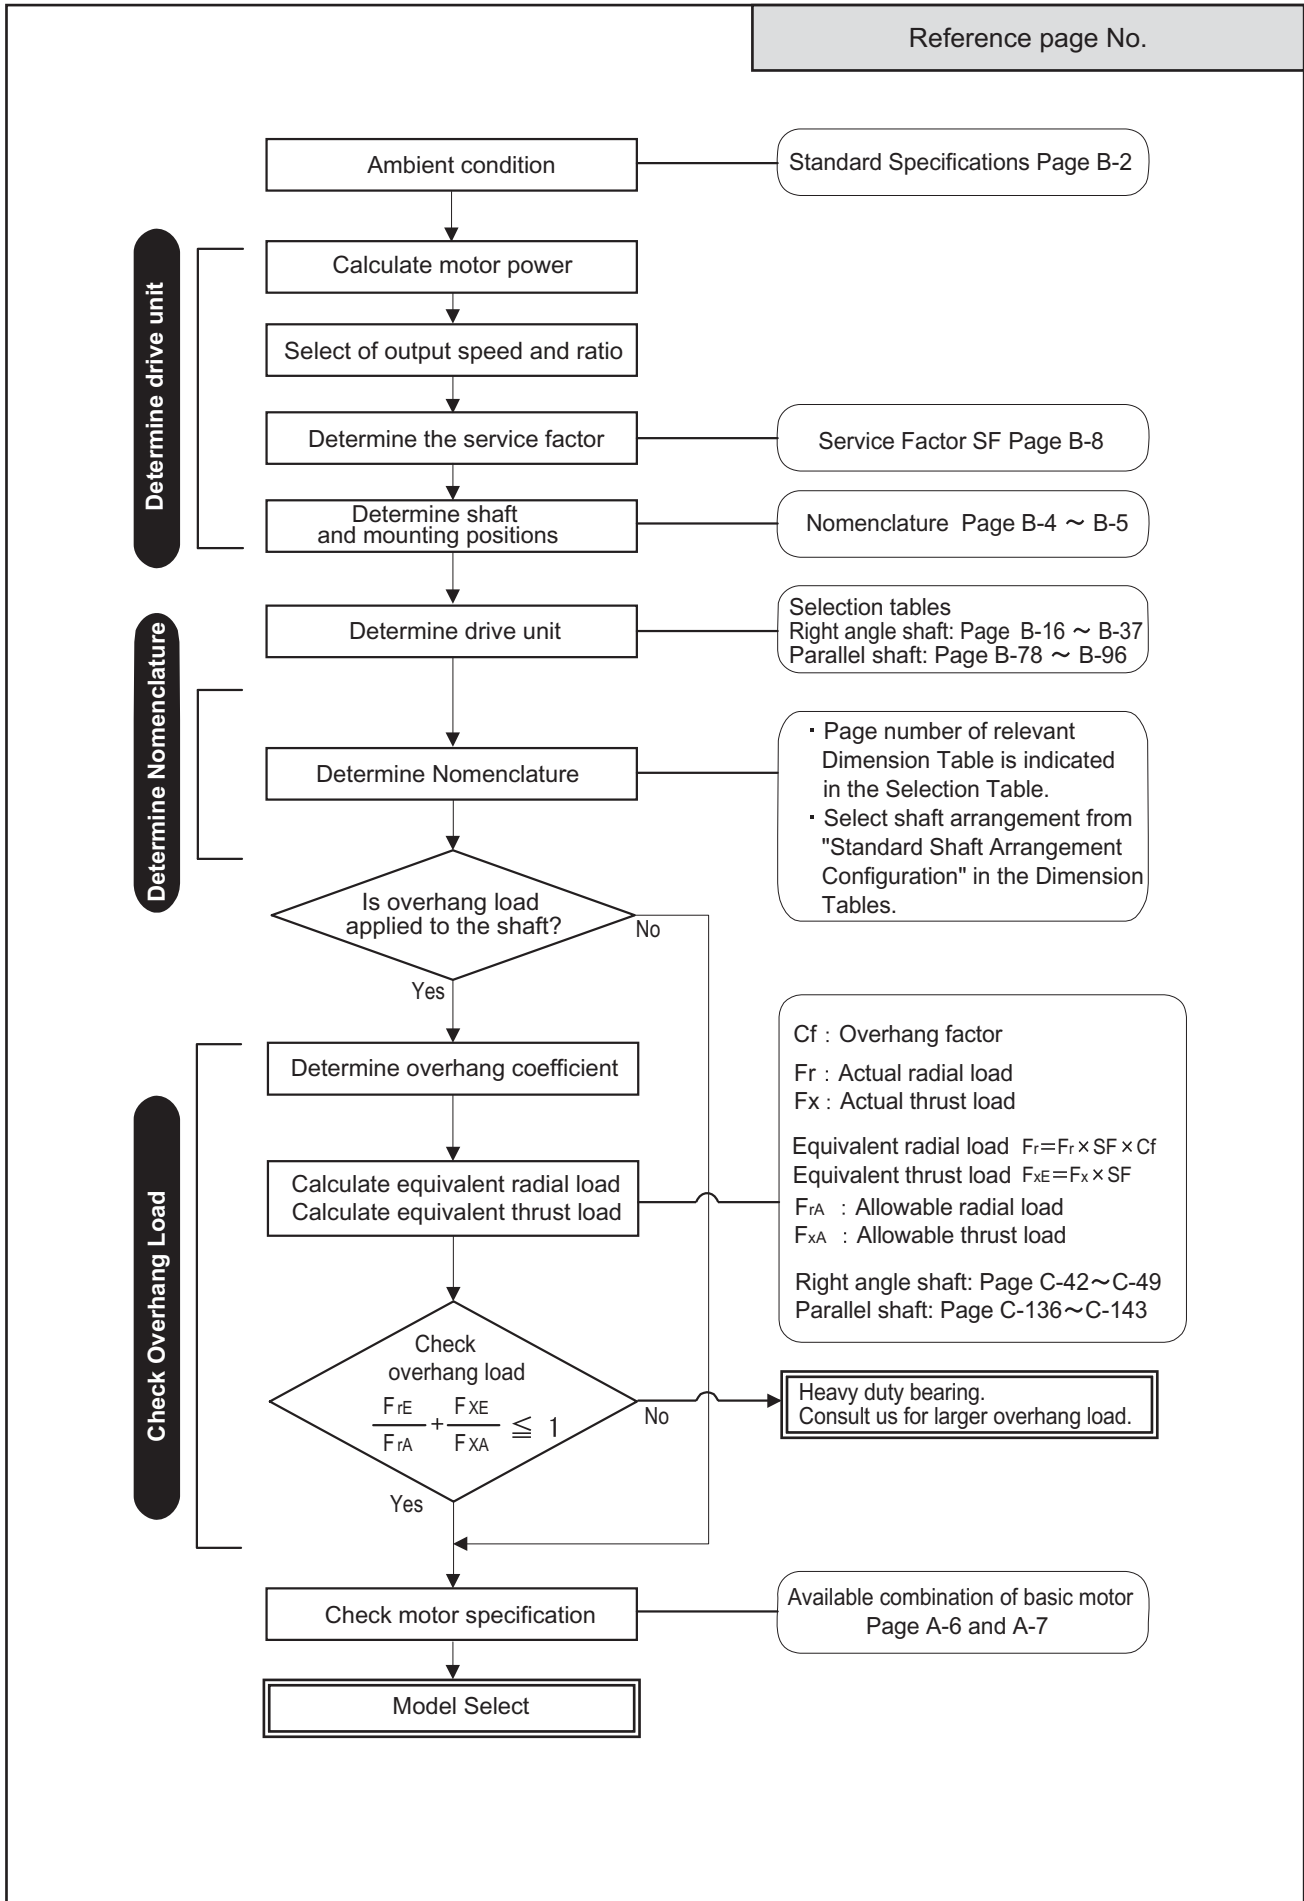 Reference page No.
Ambient condition
Standard Specifications Page B-2
Determine drive unit
Calculate motor power
Select of output speed and ratio
Determine the service factor
Service Factor SF Page B-8
Determine shaft
and mounting positions
Nomenclature Page B-4 ～ B-5
Determine Nomenclature
Determine drive unit
Selection tables
Right angle shaft: Page B-16 ～ B-37
Parallel shaft: Page B-78 ～ B-96
Determine Nomenclature
・Page number of relevant
Dimension Table is indicated
in the Selection Table.
・Select shaft arrangement from
"Standard Shaft Arrangement
Configuration" in the Dimension
Tables.
Is overhang load
applied to the shaft?
No
Yes
Check Overhang Load
Determine overhang coefficient
Calculate equivalent radial load
Calculate equivalent thrust load
Cf : Overhang factor
Fr : Actual radial load
Fx : Actual thrust load
Equivalent radial load Fr=Fr×SF×Cf
Equivalent thrust load FxE=Fx×SF
FrA : Allowable radial load
FxA : Allowable thrust load
Right angle shaft: Page C-42～C-49
Parallel shaft: Page C-136～C-143
Check
overhang load
FrE/FrA + FXE/FXA ≦ 1
No
Yes
Heavy duty bearing.
Consult us for larger overhang load.
Check motor specification
Available combination of basic motor
Page A-6 and A-7
Model Select